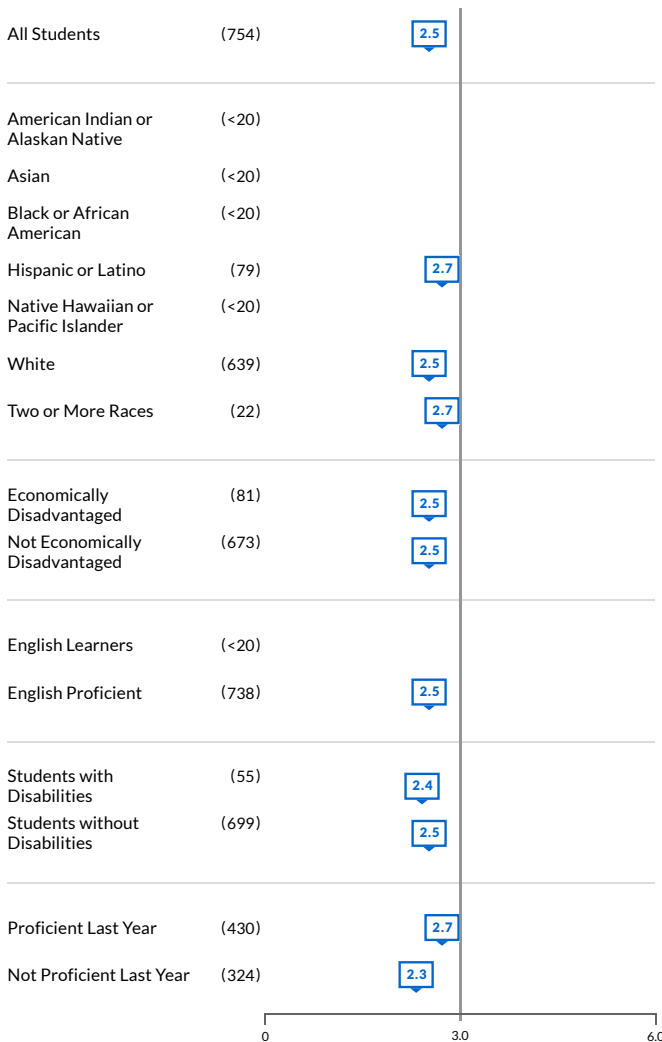 All Students (754) 2.5
American Indian or (<20)
Alaskan Native
Asian (<20)
Black or African (<20)
American
Hispanic or Latino (79) 2.7
Native Hawaiian or (<20)
Pacific Islander
White (639) 2.5
Two or More Races (22) 2.7
Economically (81) 2.5
Disadvantaged
Not Economically (673) 2.5
Disadvantaged
English Learners (<20)
English Proficient (738) 2.5
Students with (55) 2.4
Disabilities
Students without (699) 2.5
Disabilities
Proficient Last Year (430) 2.7
Not Proficient Last Year (324) 2.3
0 3.0 6.0